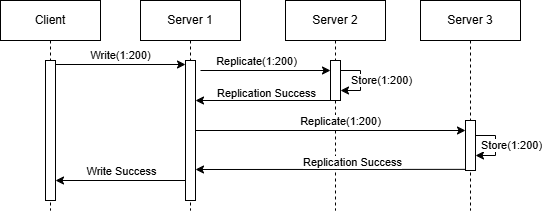 Client
Server 1
Server 2
Server 3
Write(1:200)
Replicate(1:200)
Store(1:200)
Replication Success
Replicate(1:200)
Store(1:200)
Replication Success
Write Success